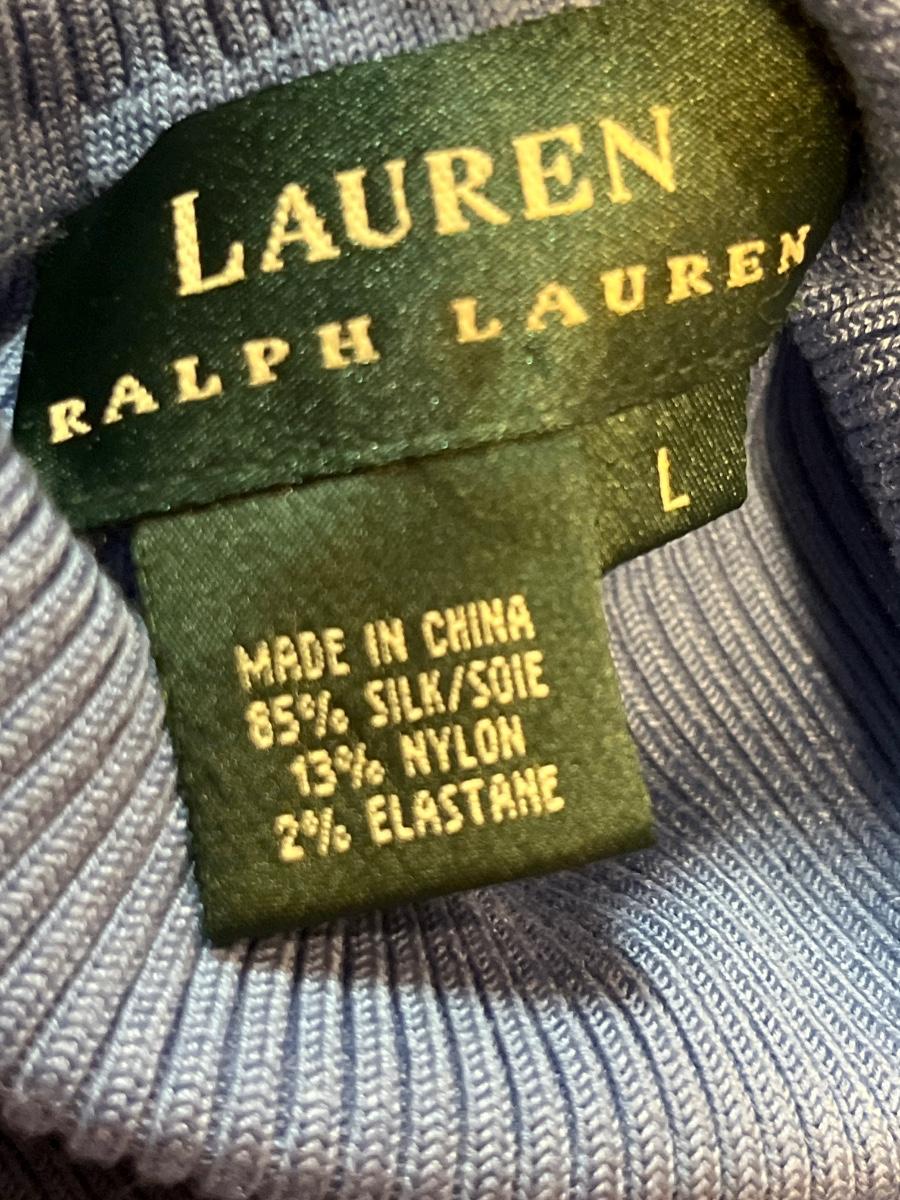 LAUREN
RALPH LAUREN
L
MADE IN CHINA
85% SILK/SOIE
13% NYLON
2% ELASTANE